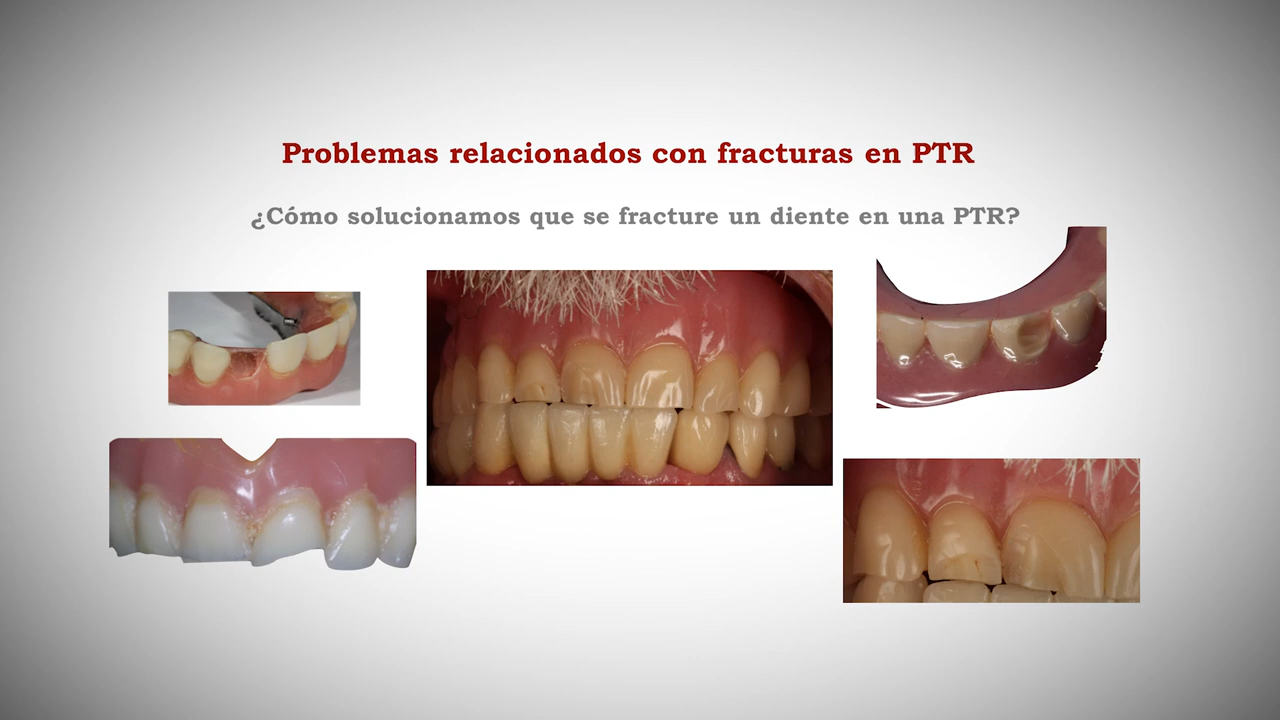 Problemas relacionados con fracturas en PTR
¿Cómo solucionamos que se fracture un diente en una PTR?